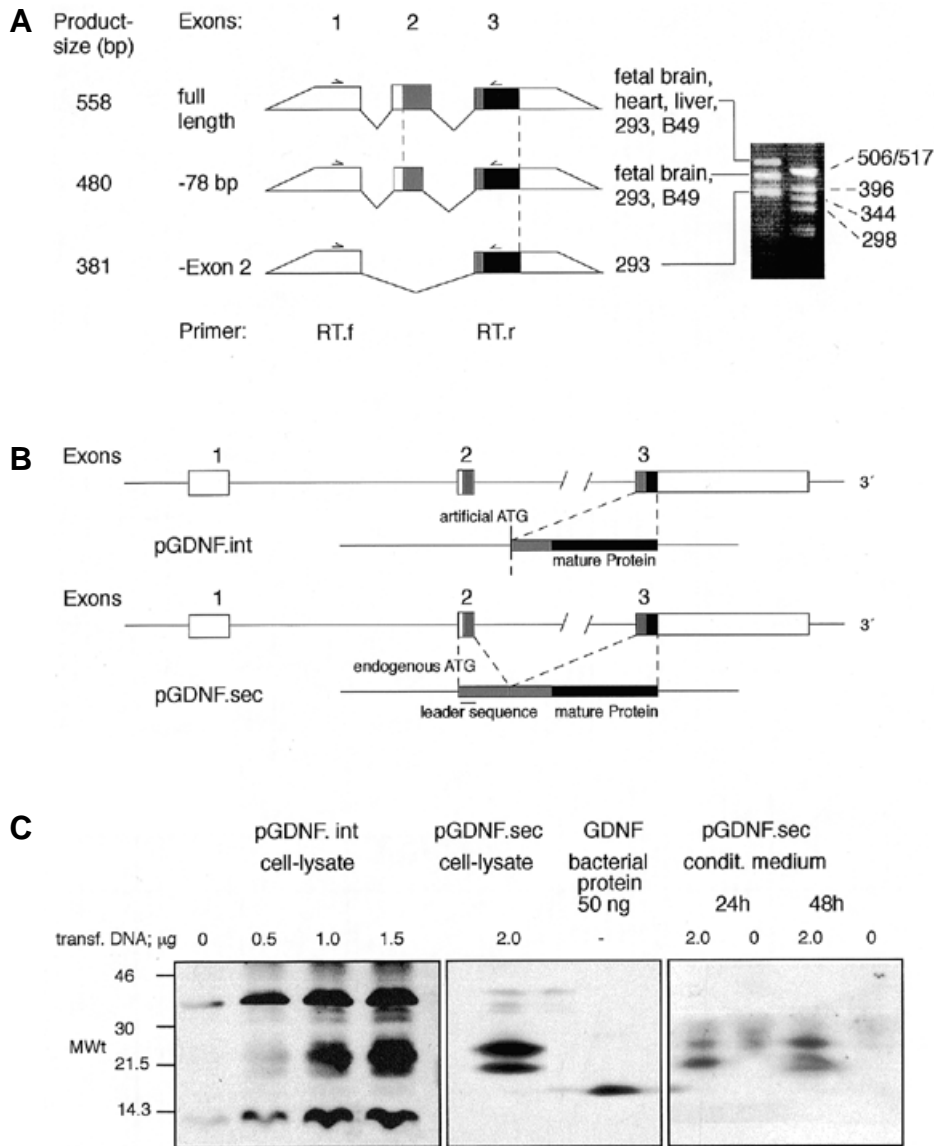 A
Product-
size (bp)
Exons: 1 2 3
558
full
length
fetal brain,
heart, liver,
293, B49
480
-78 bp
fetal brain,
293, B49
381
-Exon 2
293
506/517
396
344
298
Primer: RT.f RT.r
B
Exons 1 2 3
3´
artificial ATG
pGDNF.int
mature Protein
Exons 1 2 3
3´
endogenous ATG
pGDNF.sec
leader sequence mature Protein
C
pGDNF. int
cell-lysate
pGDNF.sec
cell-lysate
GDNF
bacterial
protein
50 ng
pGDNF.sec
condit. medium
24h 48h
transf. DNA; µg 0 0.5 1.0 1.5 2.0 - 2.0 0 2.0 0
46
30
MWt
21.5
14.3